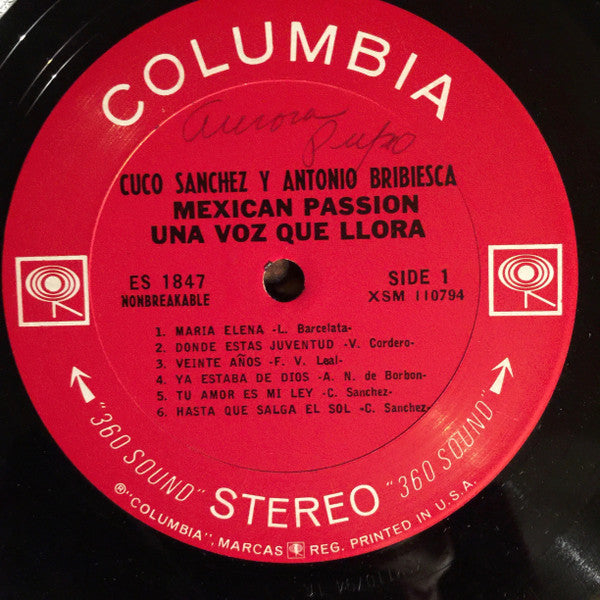 COLUMBIA
Aurora
CUCO SANCHEZ Y ANTONIO BRIBIESCA
MEXICAN PASSION
UNA VOZ QUE LLORA
ES 1847
NONBREAKABLE
SIDE 1
XSM 110794
1. MARIA ELENA -L. Barcelata-
2. DONDE ESTAS JUVENTUD -V. Cordero-
3. VEINTE AÑOS -F. V. Leal-
4. YA ESTABA DE DIOS -A. N. de Borbon-
5. TU AMOR ES MI LEY -C. Sanchez-
6. HASTA QUE SALGA EL SOL -C. Sanchez-
"360 SOUND" STEREO "360 SOUND"
®"COLUMBIA", MARCAS REG. PRINTED IN U.S.A.